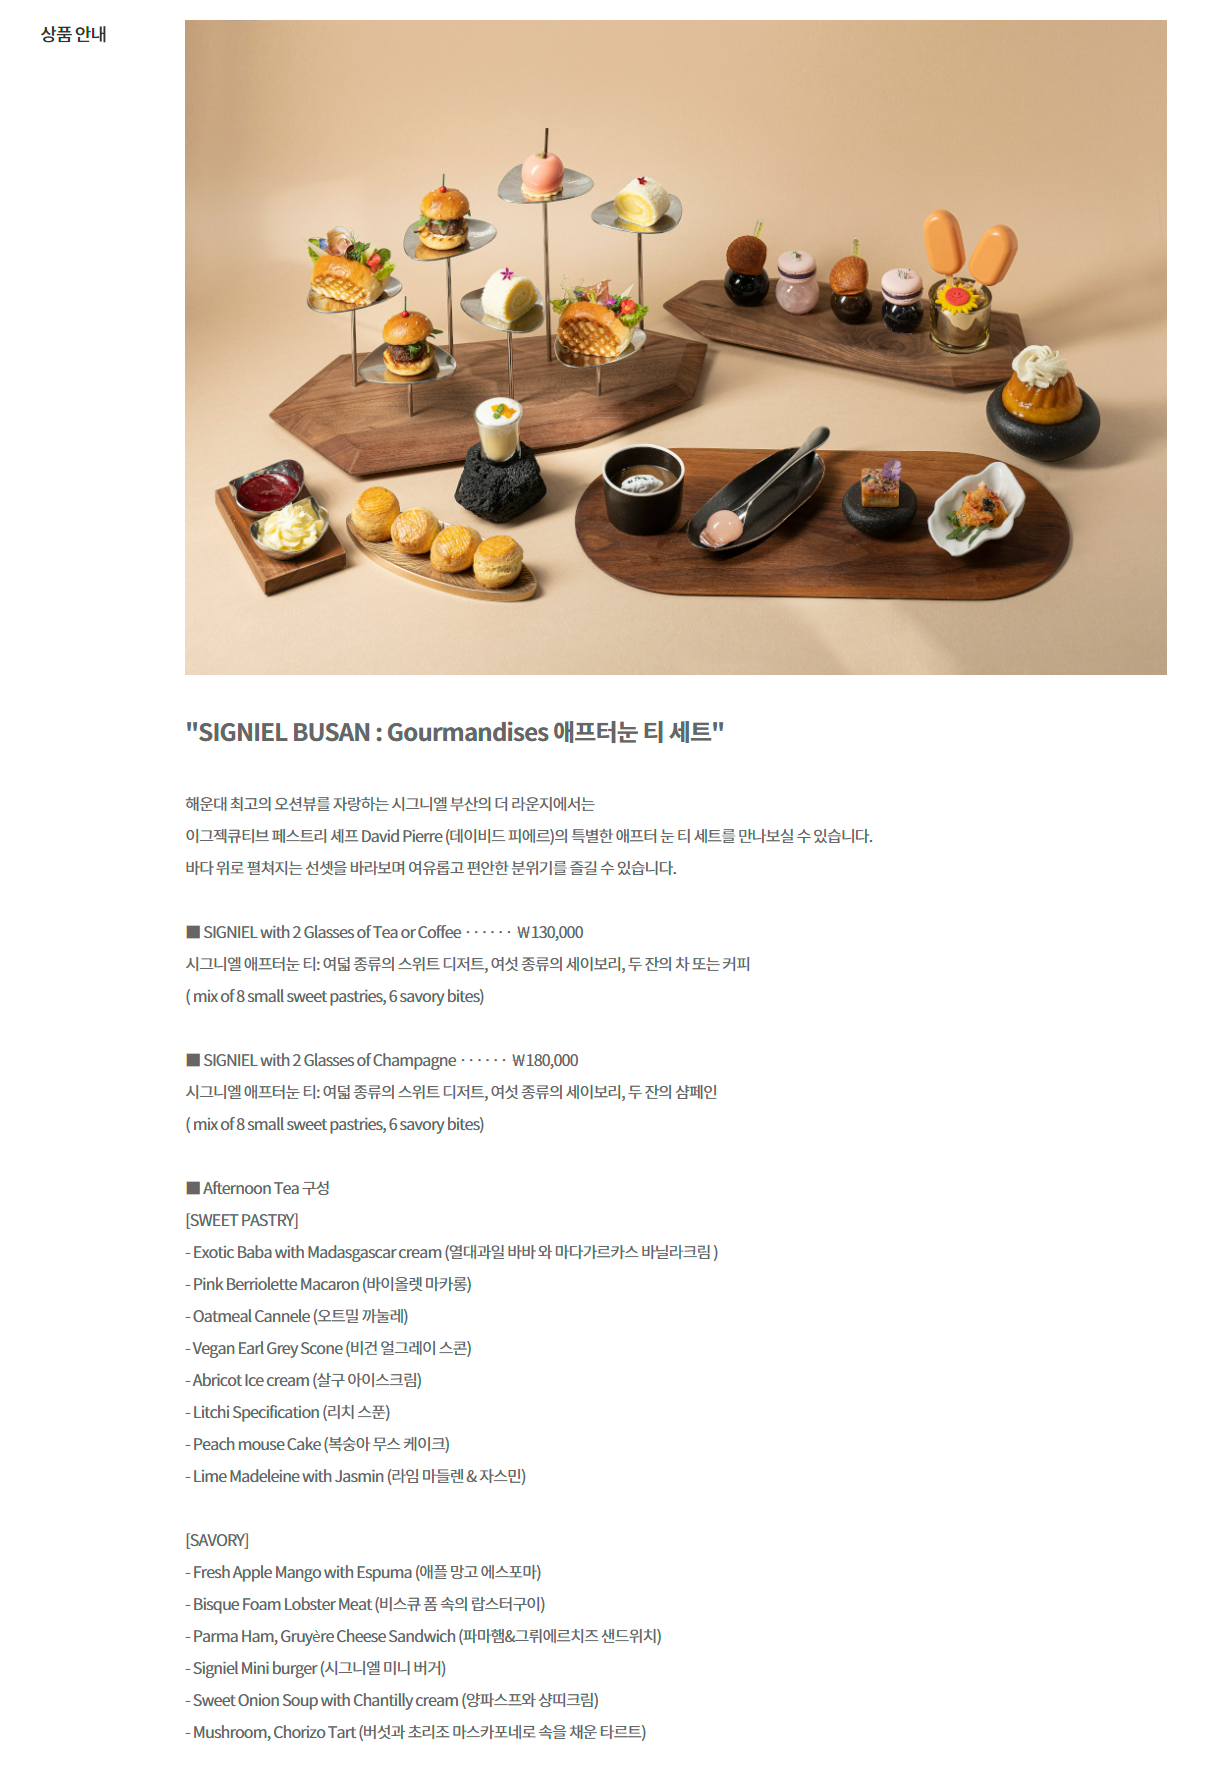 상품 안내
"SIGNIEL BUSAN : Gourmandises 애프터눈 티 세트"
해운대 최고의 오션뷰를 자랑하는 시그니엘 부산의 더 라운지에서는
이그젝큐티브 페스트리 셰프 David Pierre (데이비드 피에르)의 특별한 애프터 눈 티 세트를 만나보실 수 있습니다.
바다 위로 펼쳐지는 선셋을 바라보며 여유롭고 편안한 분위기를 즐길 수 있습니다.
■ SIGNIEL with 2 Glasses of Tea or Coffee ‥‥‥ ₩130,000
시그니엘 애프터눈 티: 여덟 종류의 스위트 디저트, 여섯 종류의 세이보리, 두 잔의 차 또는 커피
( mix of 8 small sweet pastries, 6 savory bites)
■ SIGNIEL with 2 Glasses of Champagne ‥‥‥ ₩180,000
시그니엘 애프터눈 티: 여덟 종류의 스위트 디저트, 여섯 종류의 세이보리, 두 잔의 샴페인
( mix of 8 small sweet pastries, 6 savory bites)
■ Afternoon Tea 구성
[SWEET PASTRY]
- Exotic Baba with Madasgascar cream (열대과일 바바 와 마다가르카스 바닐라크림 )
- Pink Berriolette Macaron (바이올렛 마카롱)
- Oatmeal Cannele (오트밀 까눌레)
- Vegan Earl Grey Scone (비건 얼그레이 스콘)
- Abricot Ice cream (살구 아이스크림)
- Litchi Specification (리치 스푼)
- Peach mouse Cake (복숭아 무스 케이크)
- Lime Madeleine with Jasmin (라임 마들렌 & 자스민)
[SAVORY]
- Fresh Apple Mango with Espuma (애플 망고 에스포마)
- Bisque Foam Lobster Meat (비스큐 폼 속의 랍스터구이)
- Parma Ham, Gruyère Cheese Sandwich (파마햄&그뤼에르치즈 샌드위치)
- Signiel Mini burger (시그니엘 미니 버거)
- Sweet Onion Soup with Chantilly cream (양파스프와 샹띠크림)
- Mushroom, Chorizo Tart (버섯과 초리조 마스카포네로 속을 채운 타르트)